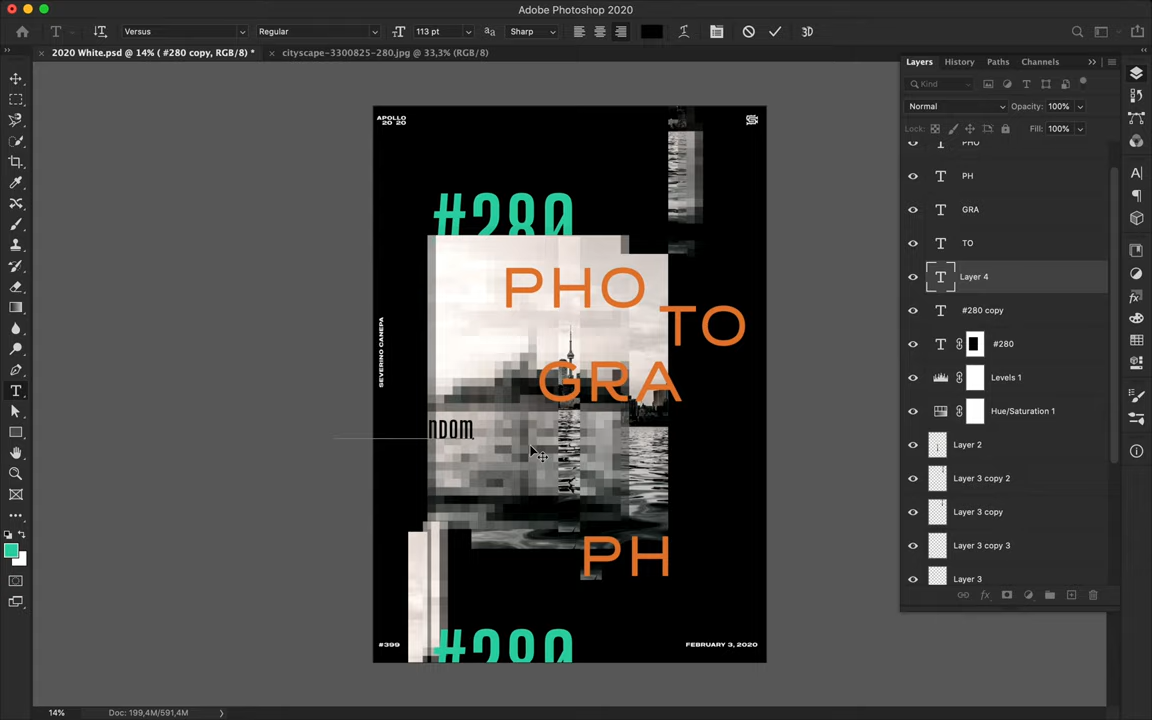 Adobe Photoshop 2020
Versus
Regular
113 pt
Sharp
3D
2020 White.psd @ 14% ( #280 copy, RGB/8) *
cityscape-3300825-280.jpg @ 33,3% (RGB/8)
Layers
History
Paths
Channels
Kind
Normal
Opacity: 100%
Lock:
Fill: 100%
PHO
PH
GRA
TO
Layer 4
#280 copy
#280
Levels 1
Hue/Saturation 1
Layer 2
Layer 3 copy 2
Layer 3 copy
Layer 3 copy 3
Layer 3
APOLLO
20 20
#280
PHO
TO
GRA
NDOM
SEVERINO CANEPA
PH
#280
#399
FEBRUARY 3, 2020
14%
Doc: 199,4M/591,4M